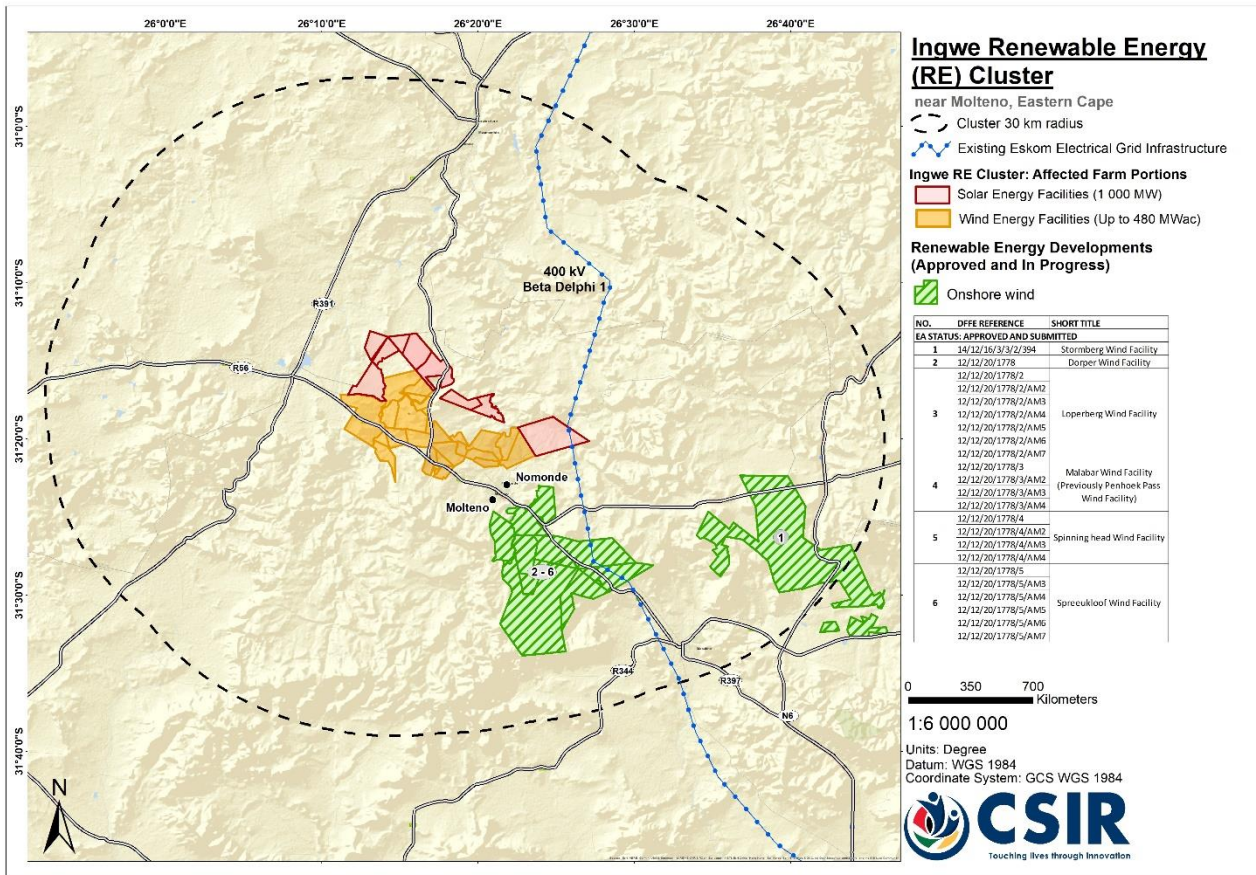 26°0'0"E 26°10'0"E 26°20'0"E 26°30'0"E 26°40'0"E
31°0'0"S
31°10'0"S
31°20'0"S
31°30'0"S
31°40'0"S
400 kV
Beta Delphi 1
R391
R56
Nomonde
Molteno
1
2 - 6
R344
R397
N6
N
Ingwe Renewable Energy
(RE) Cluster
near Molteno, Eastern Cape
Cluster 30 km radius
Existing Eskom Electrical Grid Infrastructure
Ingwe RE Cluster: Affected Farm Portions
Solar Energy Facilities (1 000 MW)
Wind Energy Facilities (Up to 480 MWac)
Renewable Energy Developments
(Approved and In Progress)
Onshore wind
NO. DFFE REFERENCE SHORT TITLE
EA STATUS: APPROVED AND SUBMITTED
1 14/12/16/3/3/2/394 Stormberg Wind Facility
2 12/12/20/1778 Dorper Wind Facility
12/12/20/1778/2
12/12/20/1778/2/AM2
12/12/20/1778/2/AM3
3 12/12/20/1778/2/AM4 Loperberg Wind Facility
12/12/20/1778/2/AM5
12/12/20/1778/2/AM6
12/12/20/1778/2/AM7
12/12/20/1778/3
12/12/20/1778/3/AM2 Malabar Wind Facility
4 12/12/20/1778/3/AM3 (Previously Penhoek Pass
12/12/20/1778/3/AM4 Wind Facility)
12/12/20/1778/4
12/12/20/1778/4/AM2
5 12/12/20/1778/4/AM3 Spinning head Wind Facility
12/12/20/1778/4/AM4
12/12/20/1778/5
12/12/20/1778/5/AM3
12/12/20/1778/5/AM4
6 12/12/20/1778/5/AM5 Spreeukloof Wind Facility
12/12/20/1778/5/AM6
12/12/20/1778/5/AM7
0 350 700
Kilometers
1:6 000 000
Units: Degree
Datum: WGS 1984
Coordinate System: GCS WGS 1984
CSIR
Touching lives through innovation